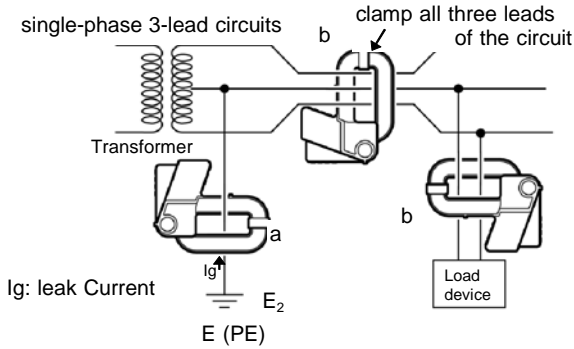 single-phase 3-lead circuits
clamp all three leads
of the circuit
b
Transformer
a
b
Ig
Ig: leak Current
E₂
E (PE)
Load
device